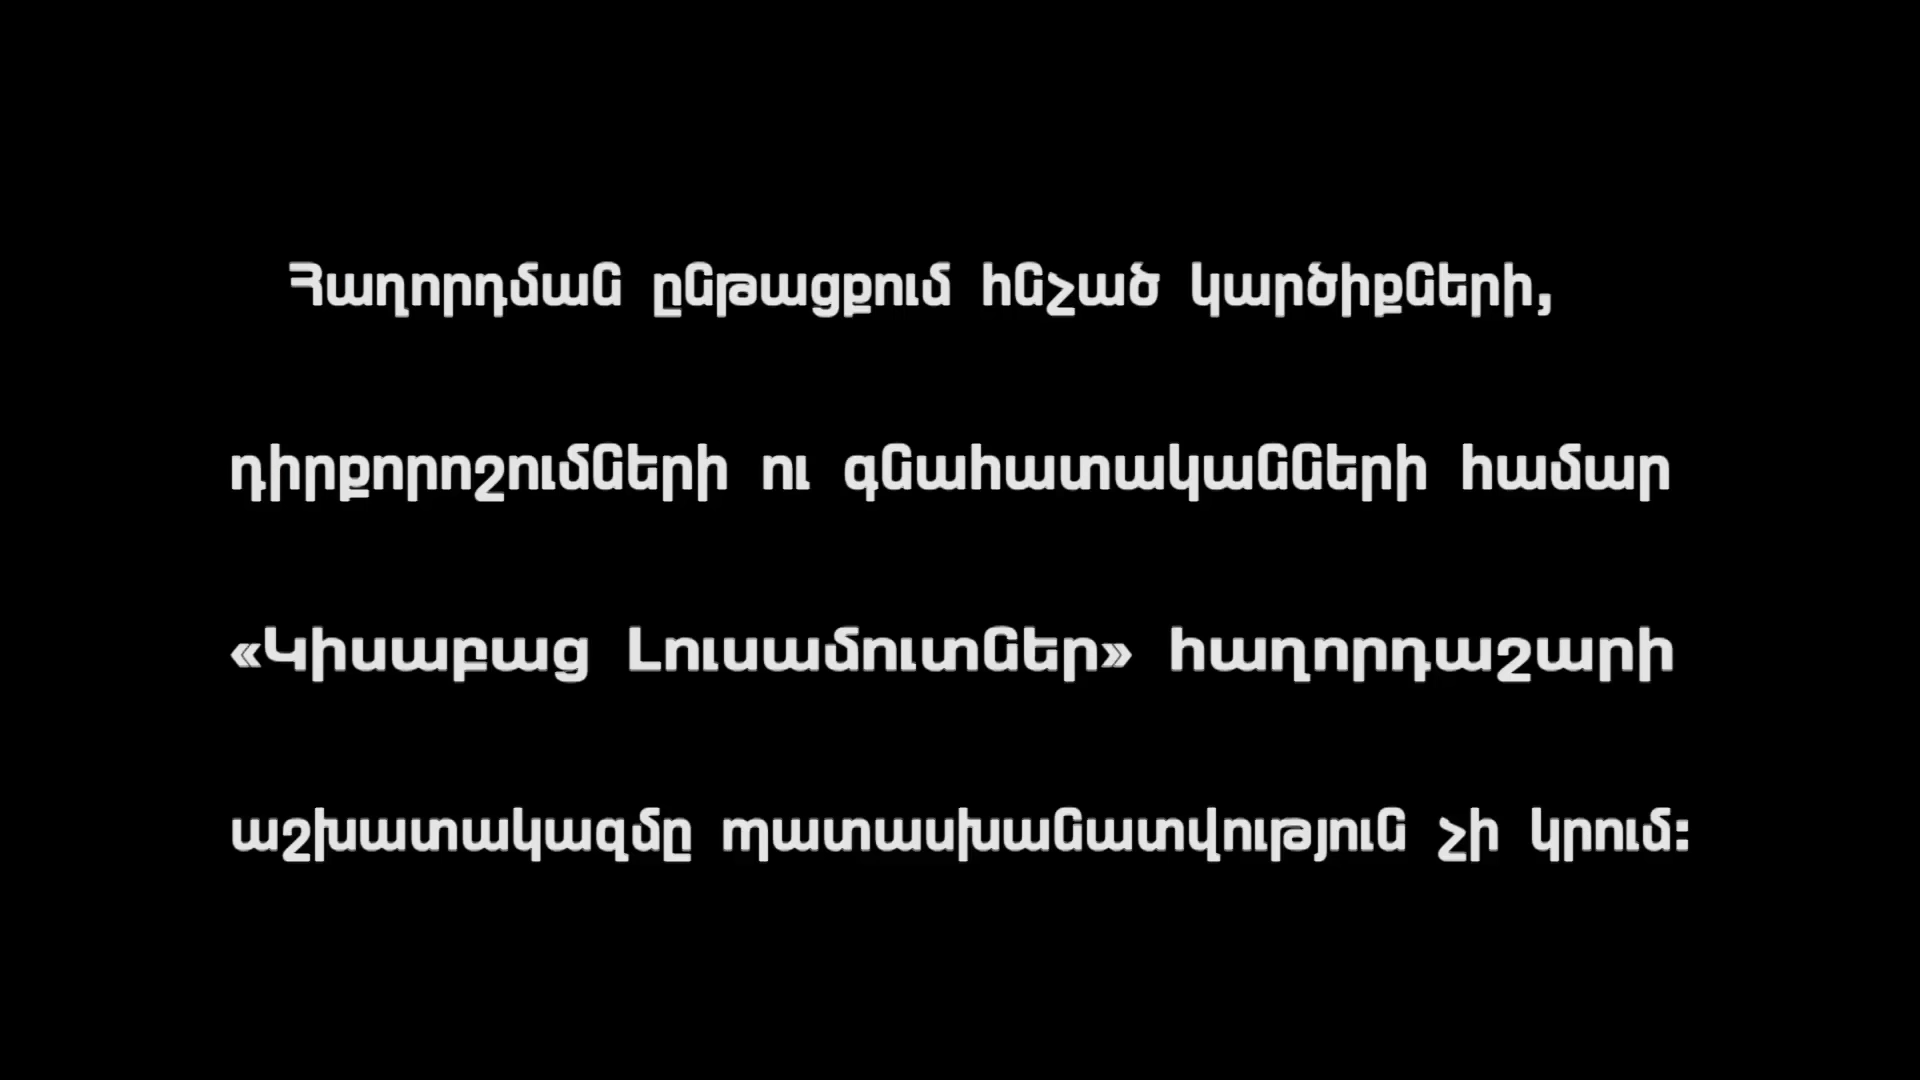 Հաղորդման ընթացքում հնչած կարծիքների,
դիրքորոշումների ու գնահատականների համար
«Կիսաբաց Լուսամուտներ» հաղորդաշարի
աշխատակազմը պատասխանատվություն չի կրում: